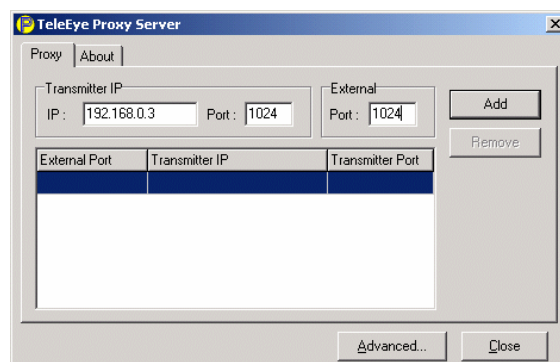 TeleEye Proxy Server
Proxy About
Transmitter IP
IP : 192.168.0.3 Port : 1024
External
Port : 1024
Add
Remove
External Port Transmitter IP Transmitter Port
Advanced... Close